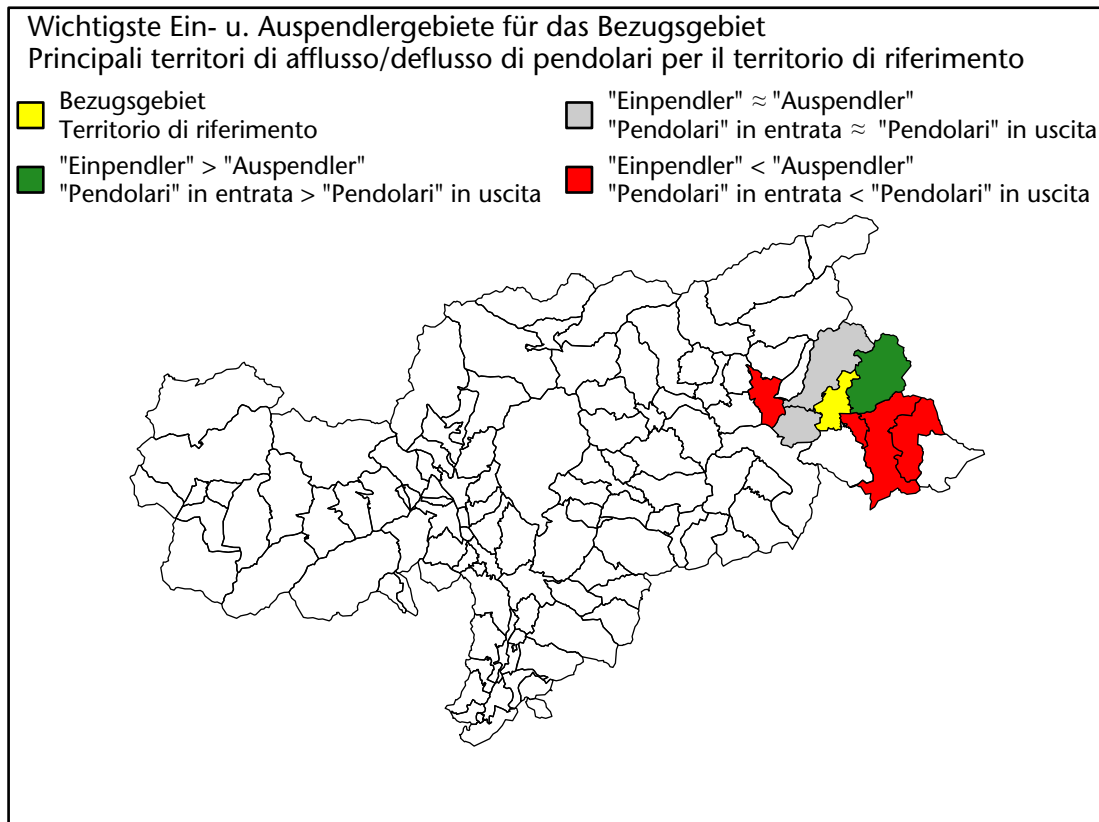 Wichtigste Ein- u. Auspendlergebiete für das Bezugsgebiet
Principali territori di afflusso/deflusso di pendolari per il territorio di riferimento
Bezugsgebiet
Territorio di riferimento
"Einpendler" > "Auspendler"
"Pendolari" in entrata > "Pendolari" in uscita
"Einpendler" ≈ "Auspendler"
"Pendolari" in entrata ≈ "Pendolari" in uscita
"Einpendler" < "Auspendler"
"Pendolari" in entrata < "Pendolari" in uscita